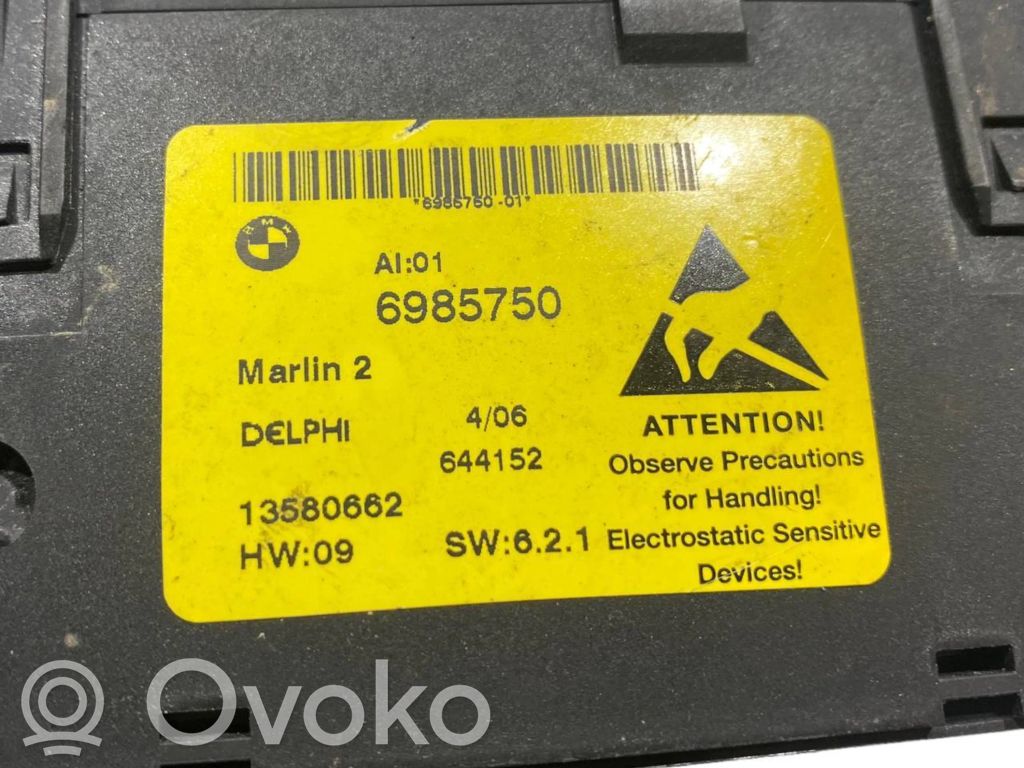 *6985750-01*
BMW
AI:01
6985750
Marlin 2
DELPHI 4/06
644152
13580662
HW:09 SW:6.2.1
ATTENTION!
Observe Precautions
for Handling!
Electrostatic Sensitive
Devices!
Ovoko